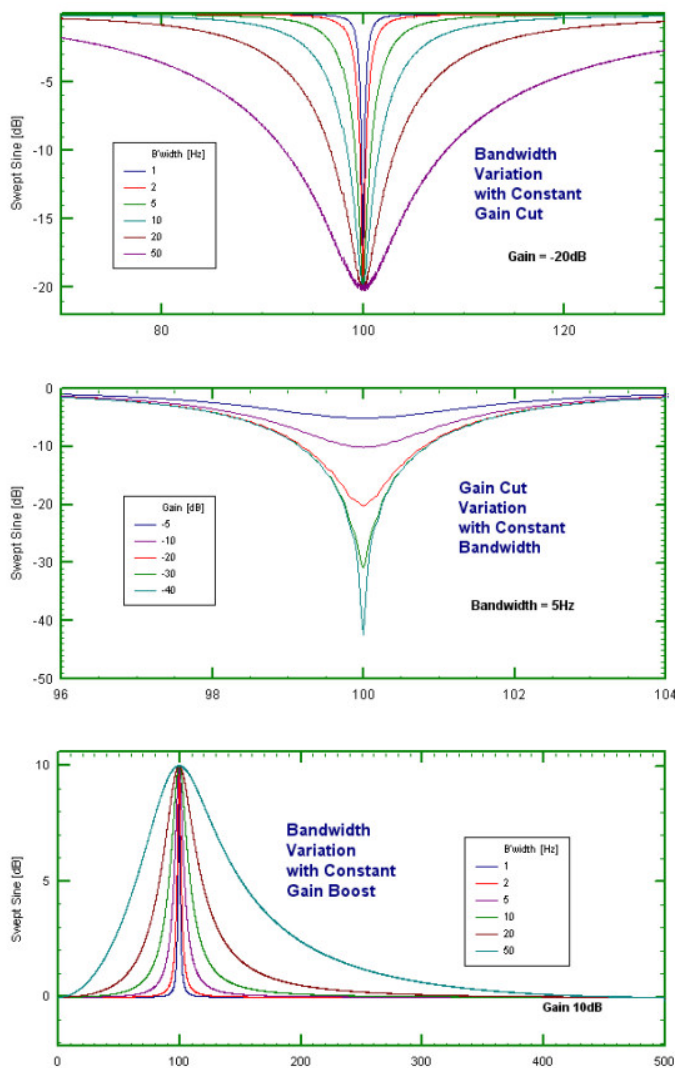 Swept Sine [dB]
-5
-10
-15
-20
B'width [Hz]
1
2
5
10
20
50
Bandwidth
Variation
with Constant
Gain Cut
Gain = -20dB
80
100
120
Swept Sine [dB]
0
-10
-20
-30
-40
-50
Gain [dB]
-5
-10
-20
-30
-40
Gain Cut
Variation
with Constant
Bandwidth
Bandwidth = 5Hz
96
98
100
102
104
Swept Sine [dB]
10
5
0
Bandwidth
Variation
with Constant
Gain Boost
B'width [Hz]
1
2
5
10
20
50
Gain 10dB
0
100
200
300
400
500